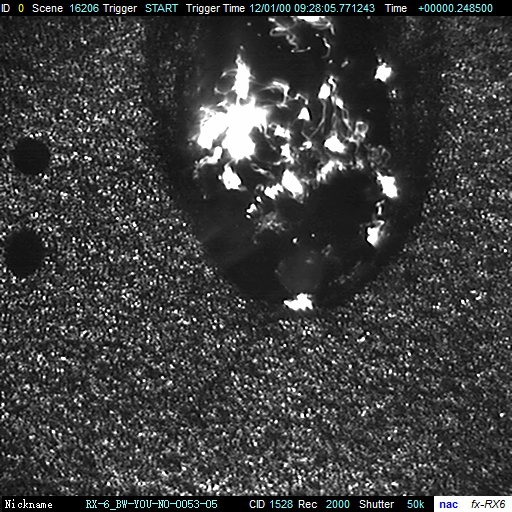 ID 0 Scene 16206 Trigger START Trigger Time 12/01/00 09:28:05.771243 Time +00000.248500
Nickname RX-6_BW-YOU-NO-0053-05 CID 1528 Rec 2000 Shutter 50k nac fx-RX6